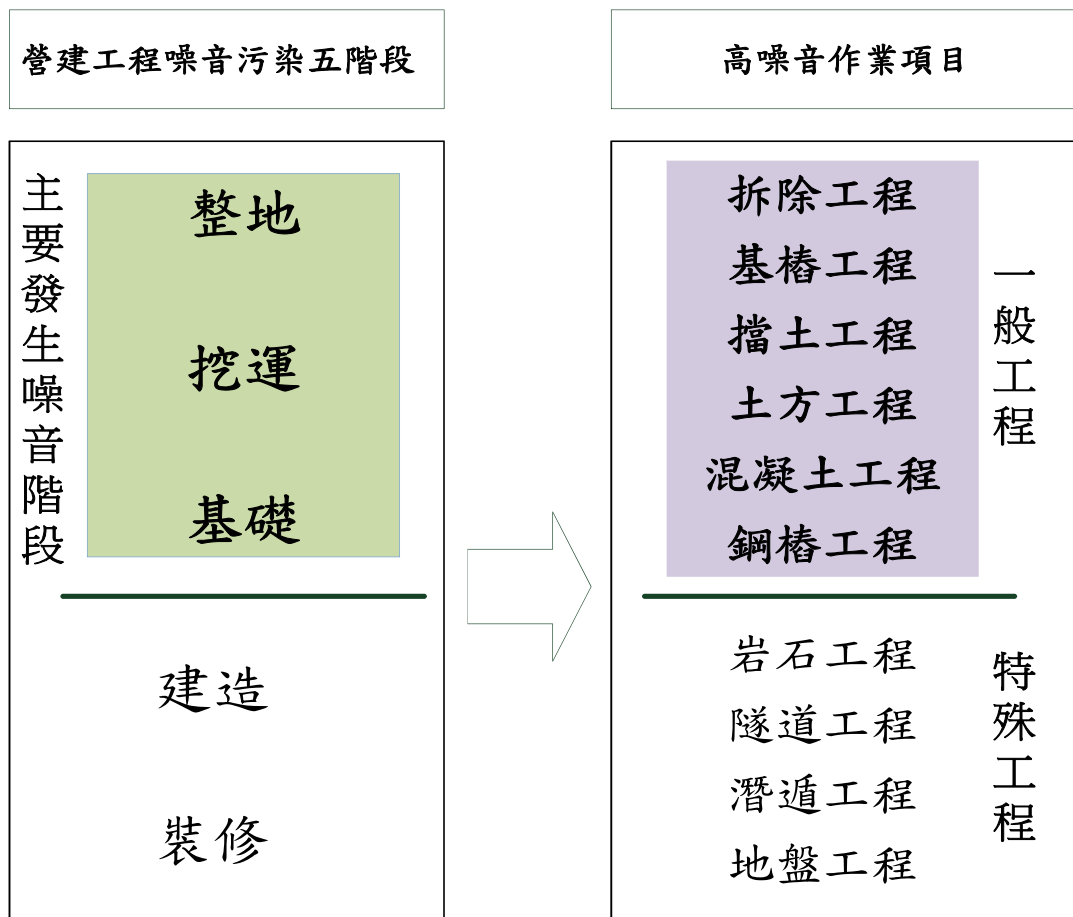 營建工程噪音污染五階段
主要發生噪音階段
整地
挖運
基礎
建造
裝修
高噪音作業項目
拆除工程
基樁工程
擋土工程
土方工程
混凝土工程
鋼樁工程
一般工程
岩石工程
隧道工程
潛遁工程
地盤工程
特殊工程